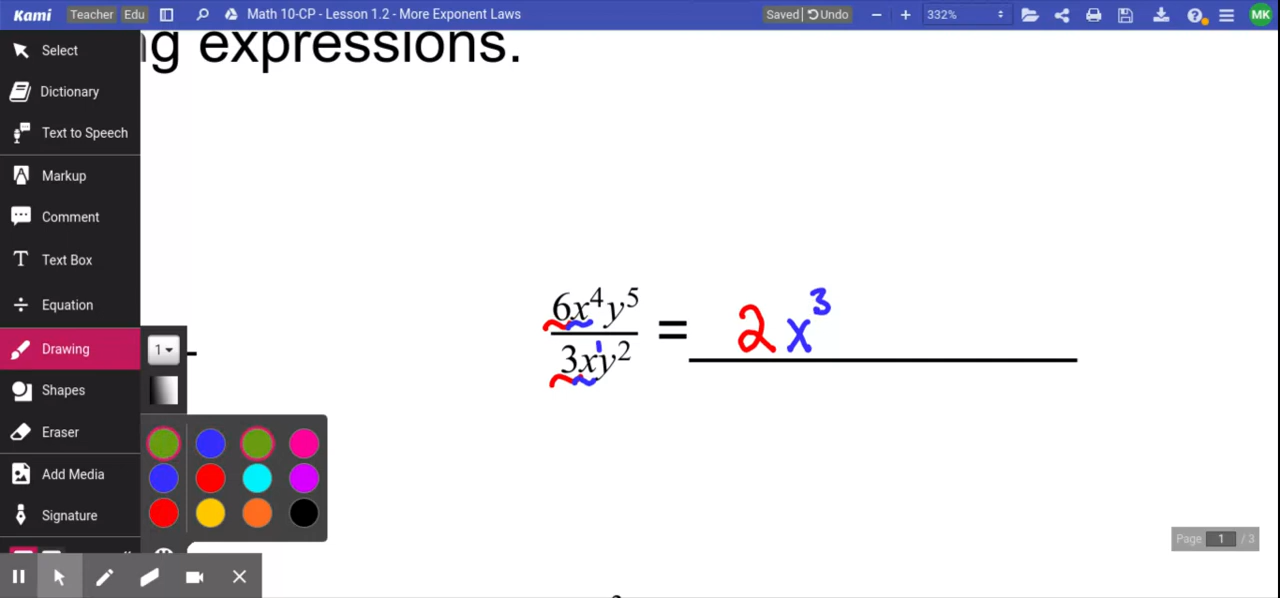 Kami Teacher Edu Math 10-CP - Lesson 1.2 - More Exponent Laws Saved Undo 332% MK
g expressions.
Select
Dictionary
Text to Speech
Markup
Comment
Text Box
Equation
Drawing
Shapes
Eraser
Add Media
Signature
1
6x⁴y⁵
3x¹y²
= 2x³
Page 1 / 3